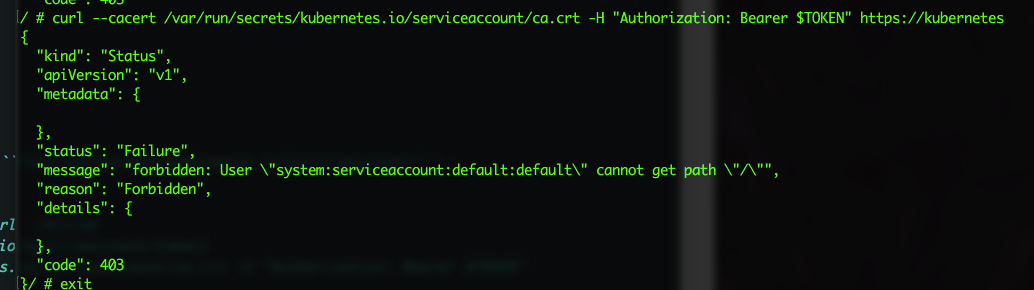 "code": 403
/ # curl --cacert /var/run/secrets/kubernetes.io/serviceaccount/ca.crt -H "Authorization: Bearer $TOKEN" https://kubernetes
{
"kind": "Status",
"apiVersion": "v1",
"metadata": {
},
"status": "Failure",
"message": "forbidden: User \"system:serviceaccount:default:default\" cannot get path \"/\"",
"reason": "Forbidden",
"details": {
rl
io
},
s.
"code": 403
}/ # exit